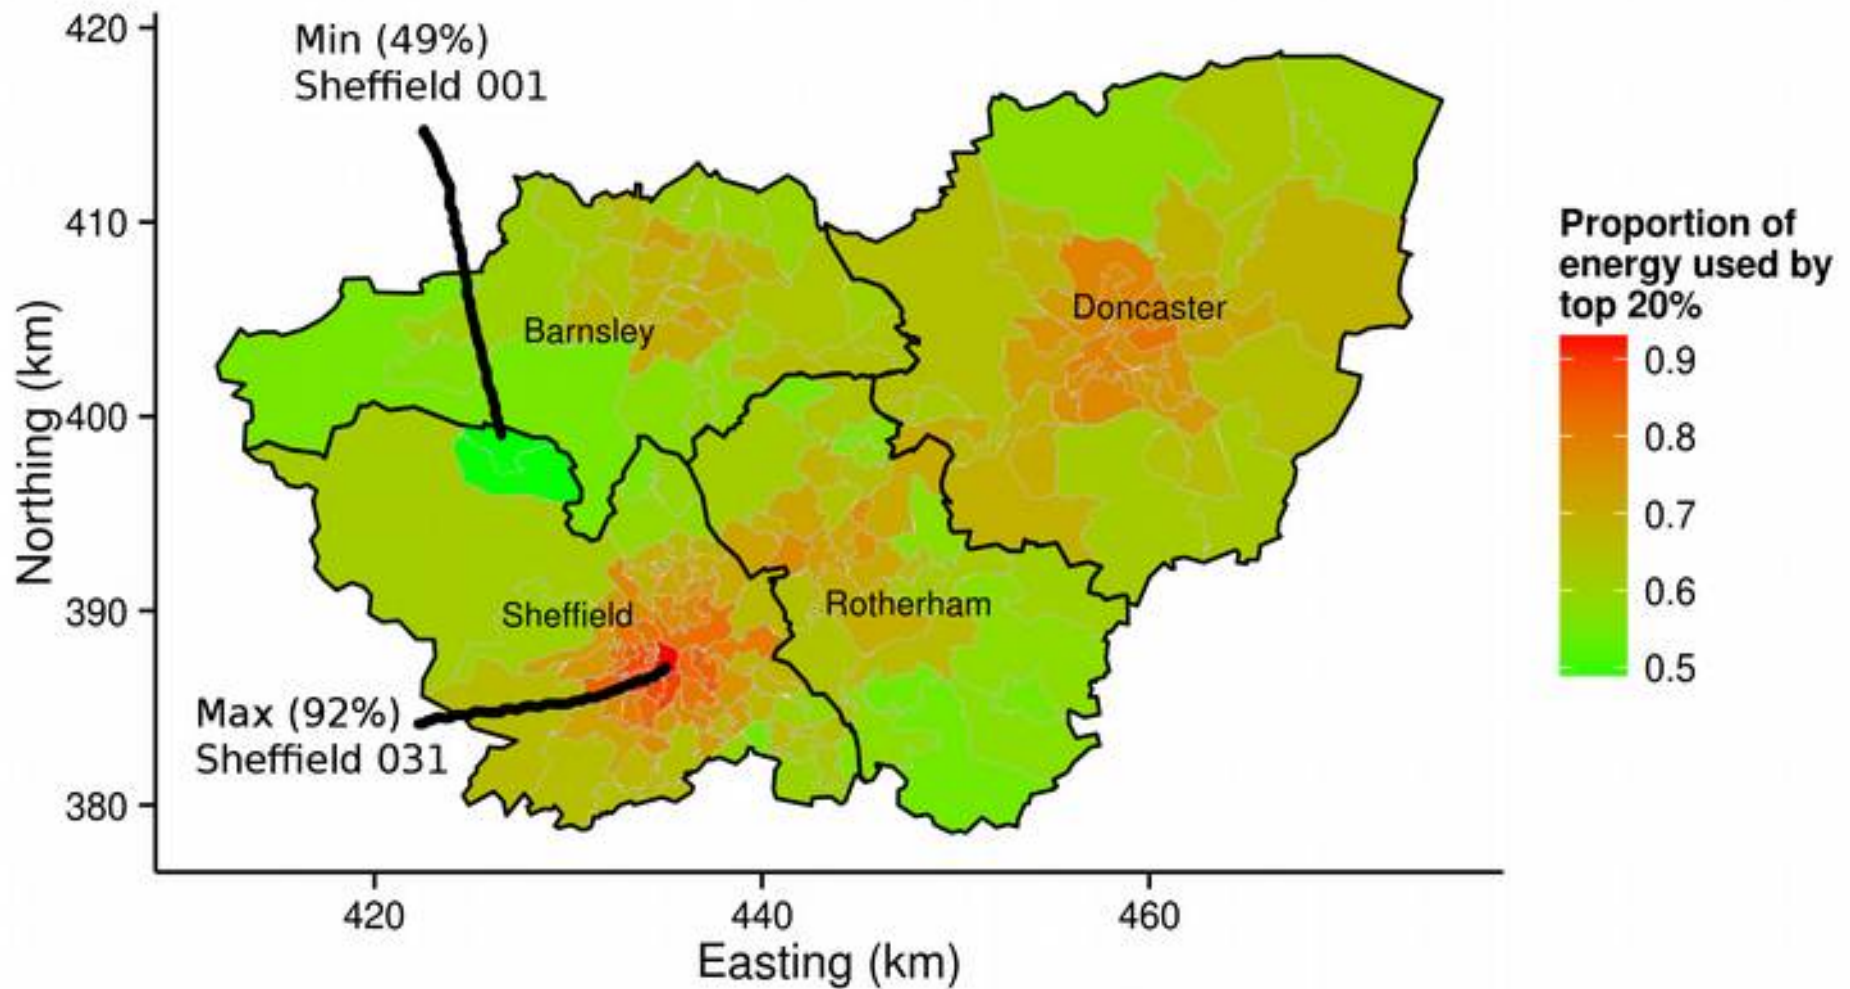 420
410
400
390
380
Northing (km)
Min (49%)
Sheffield 001
Barnsley
Doncaster
Sheffield
Rotherham
Max (92%)
Sheffield 031
420
440
460
Easting (km)
Proportion of
energy used by
top 20%
0.9
0.8
0.7
0.6
0.5